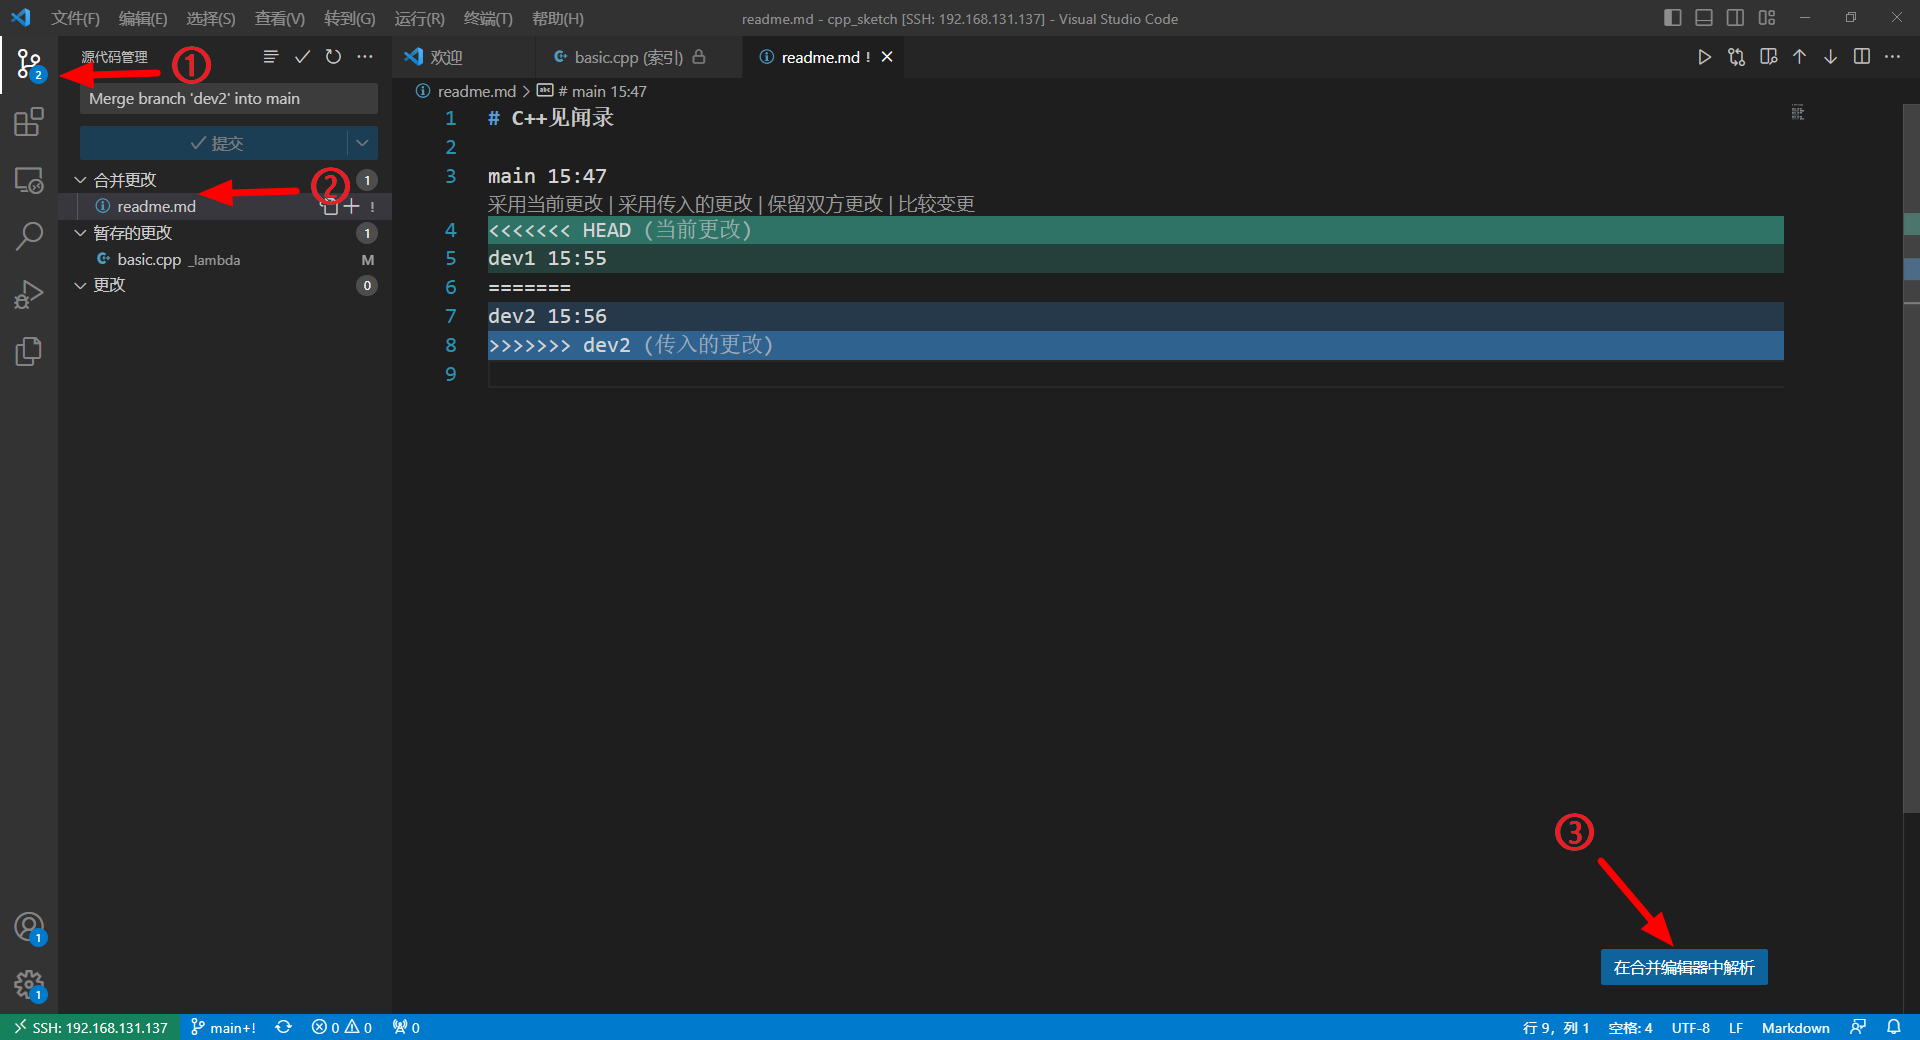 文件(F) 编辑(E) 选择(S) 查看(V) 转到(G) 运行(R) 终端(T) 帮助(H) readme.md - cpp_sketch [SSH: 192.168.131.137] - Visual Studio Code
源代码管理 ①
2
Merge branch 'dev2' into main
提交
合并更改 1
readme.md ② !
暂存的更改 1
basic.cpp _lambda M
更改 0
欢迎 basic.cpp (索引) readme.md !
readme.md > # main 15:47
1 # C++见闻录
2
3 main 15:47
采用当前更改 | 采用传入的更改 | 保留双方更改 | 比较变更
4 <<<<<<< HEAD (当前更改)
5 dev1 15:55
6 =======
7 dev2 15:56
8 >>>>>>> dev2 (传入的更改)
9
③
在合并编辑器中解析
1
1
SSH: 192.168.131.137 main+! 0 0 0 行 9，列 1 空格: 4 UTF-8 LF Markdown